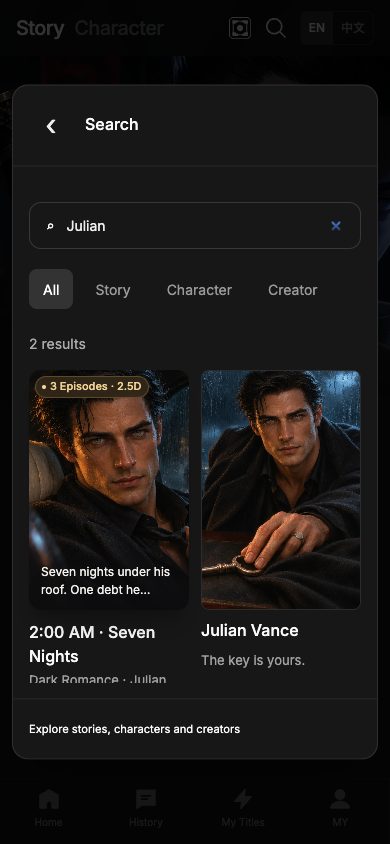 Story Character EN 中文
Search
Julian
All Story Character Creator
2 results
3 Episodes · 2.5D
Seven nights under his
roof. One debt he...
2:00 AM · Seven
Nights
Dark Romance · Julian
Julian Vance
The key is yours.
Explore stories, characters and creators
Home History My Titles MY